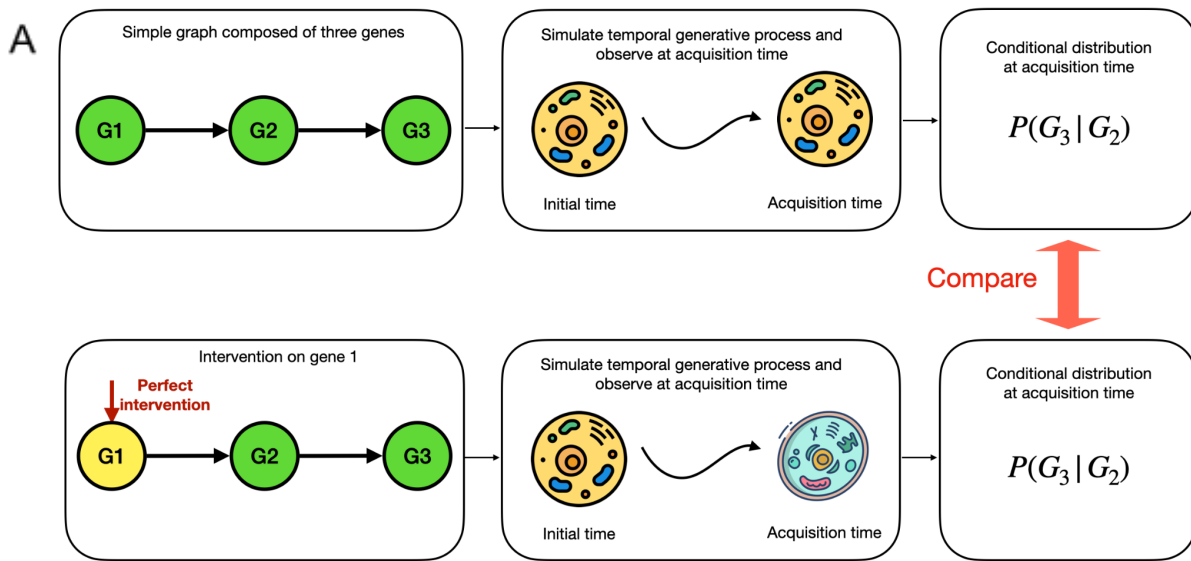 A
Simple graph composed of three genes
G1
G2
G3
Simulate temporal generative process and
observe at acquisition time
Initial time
Acquisition time
Conditional distribution
at acquisition time
P(G₃ | G₂)
Compare
Intervention on gene 1
Perfect
intervention
G1
G2
G3
Simulate temporal generative process and
observe at acquisition time
Initial time
Acquisition time
Conditional distribution
at acquisition time
P(G₃ | G₂)